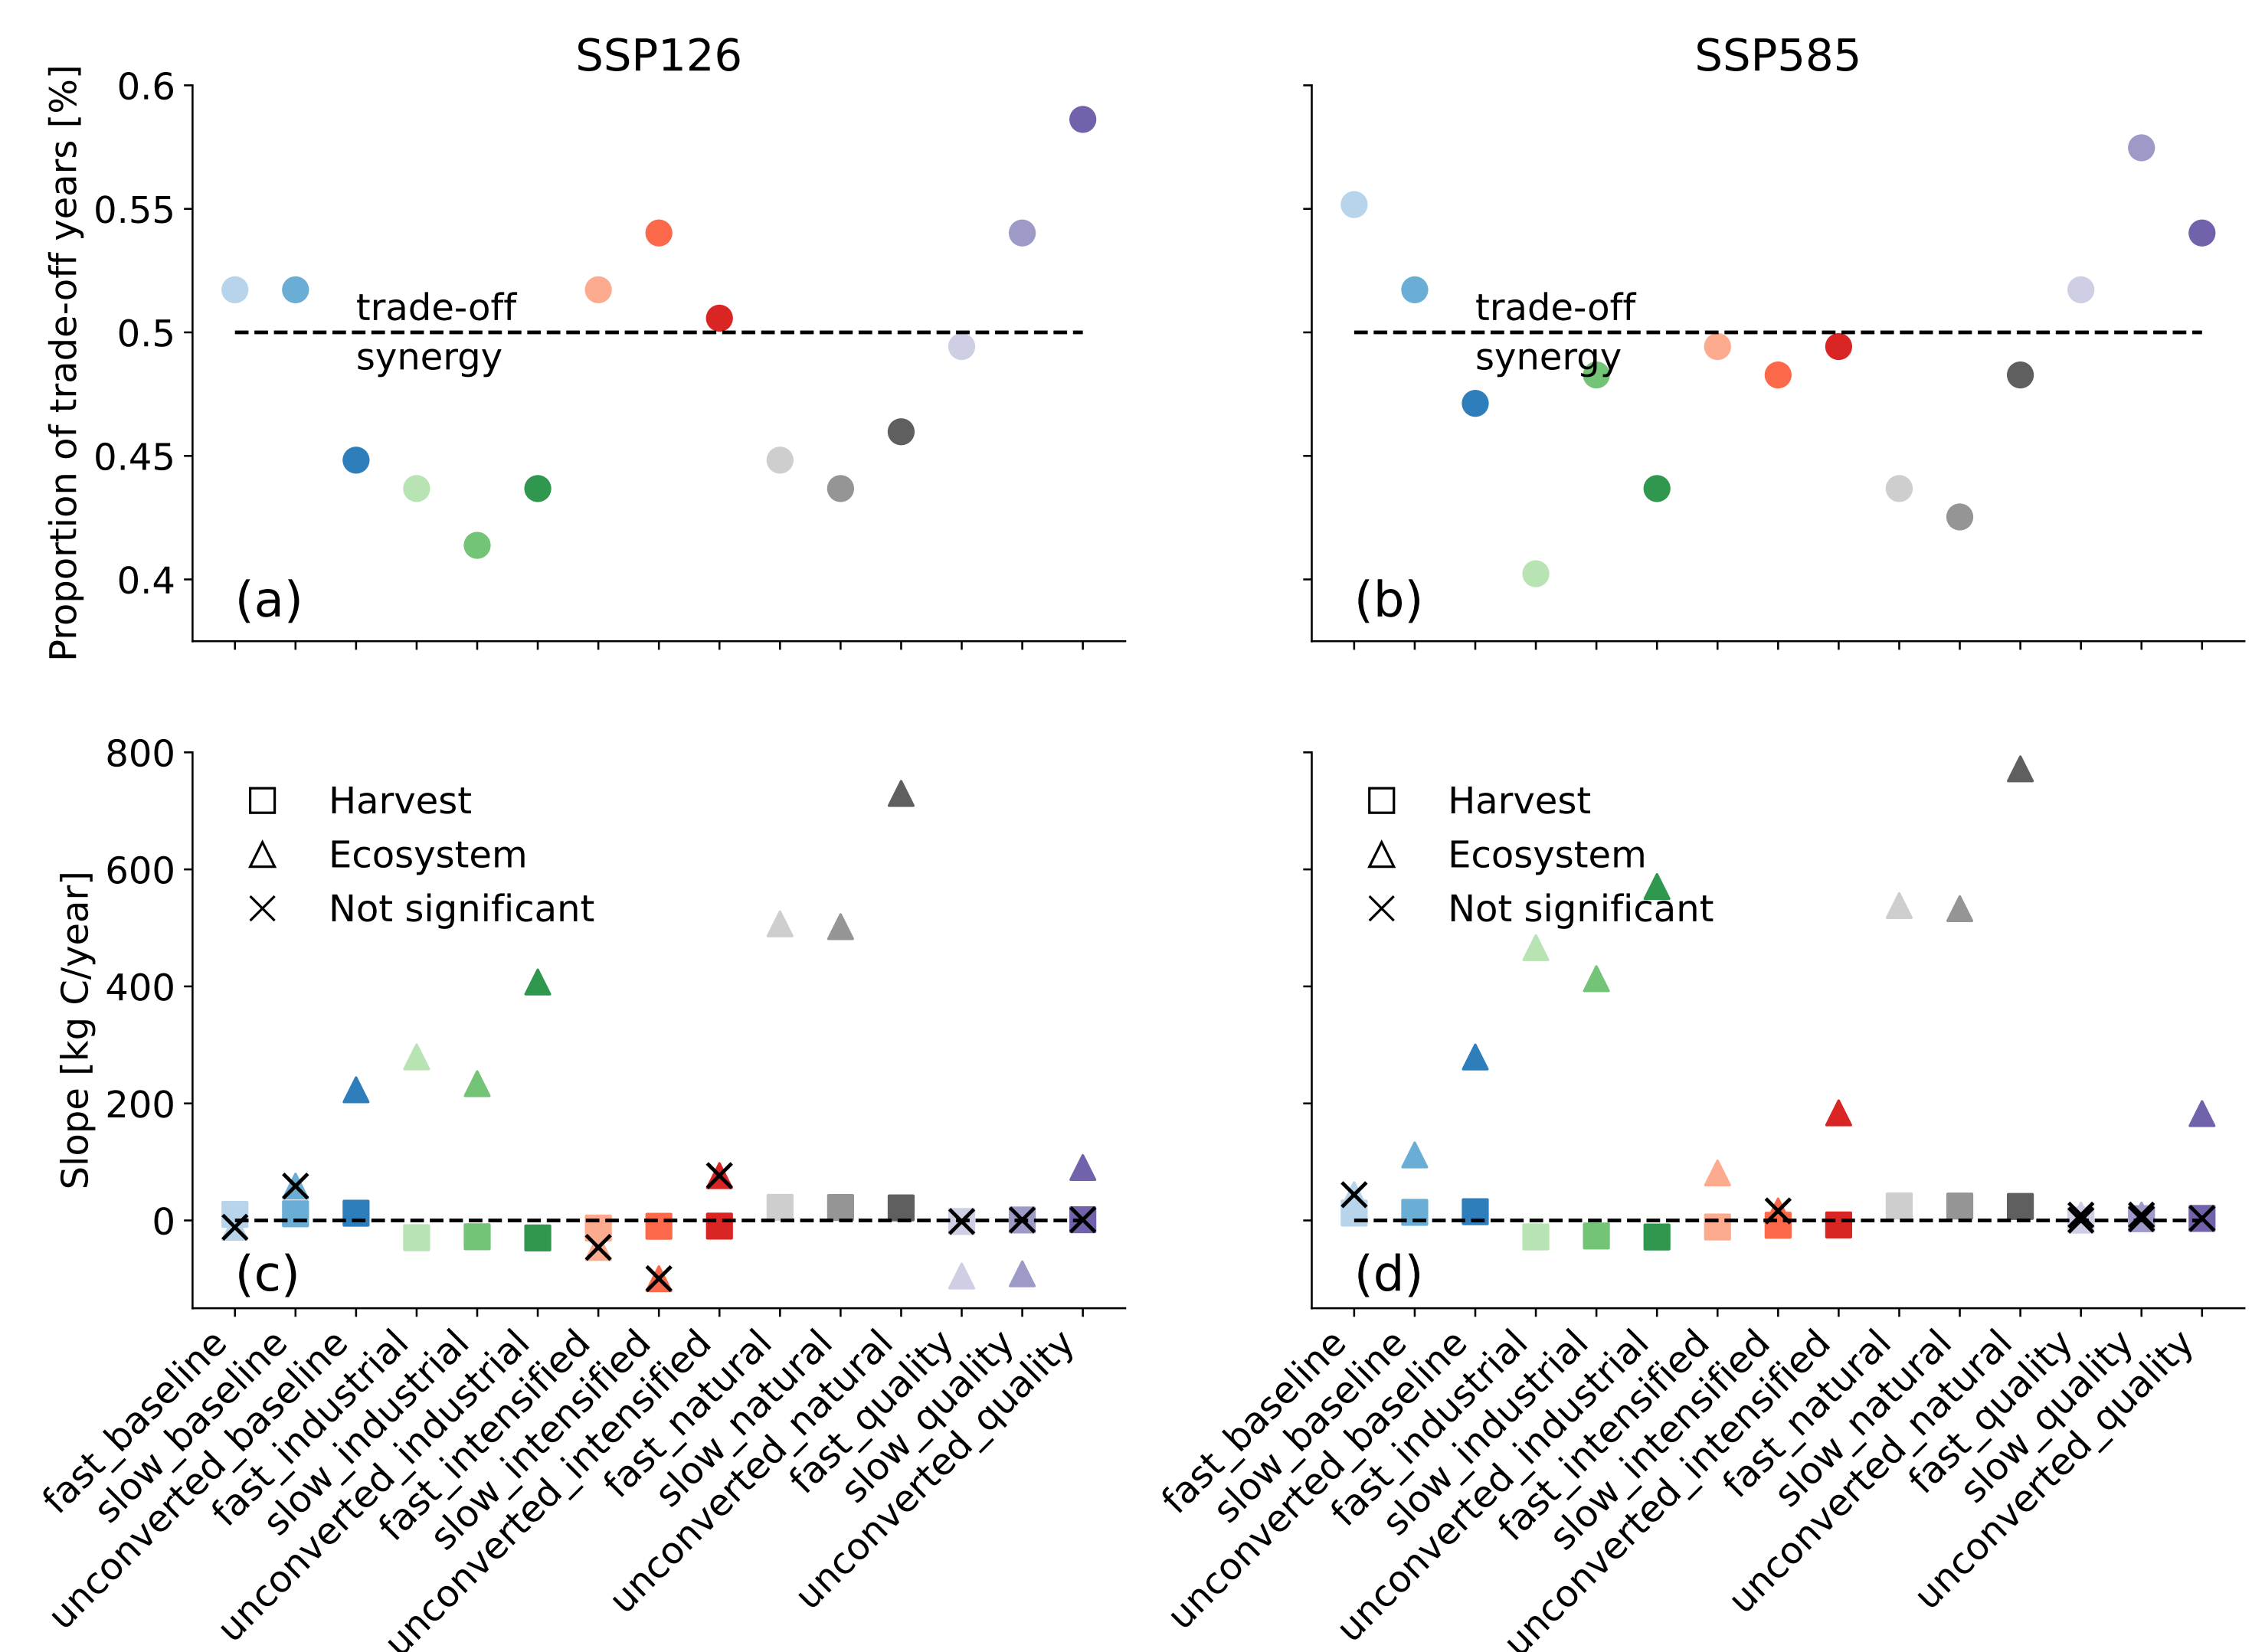 SSP126
SSP585
Proportion of trade-off years [%]
0.6
0.55
0.5
0.45
0.4
trade-off
synergy
(a)
trade-off
synergy
(b)
Slope [kg C/year]
800
600
400
200
0
Harvest
Ecosystem
Not significant
(c)
Harvest
Ecosystem
Not significant
(d)
fast_baseline
slow_baseline
unconverted_baseline
fast_industrial
slow_industrial
unconverted_industrial
fast_intensified
slow_intensified
unconverted_intensified
fast_natural
slow_natural
unconverted_natural
fast_quality
slow_quality
unconverted_quality
fast_baseline
slow_baseline
unconverted_baseline
fast_industrial
slow_industrial
unconverted_industrial
fast_intensified
slow_intensified
unconverted_intensified
fast_natural
slow_natural
unconverted_natural
fast_quality
slow_quality
unconverted_quality